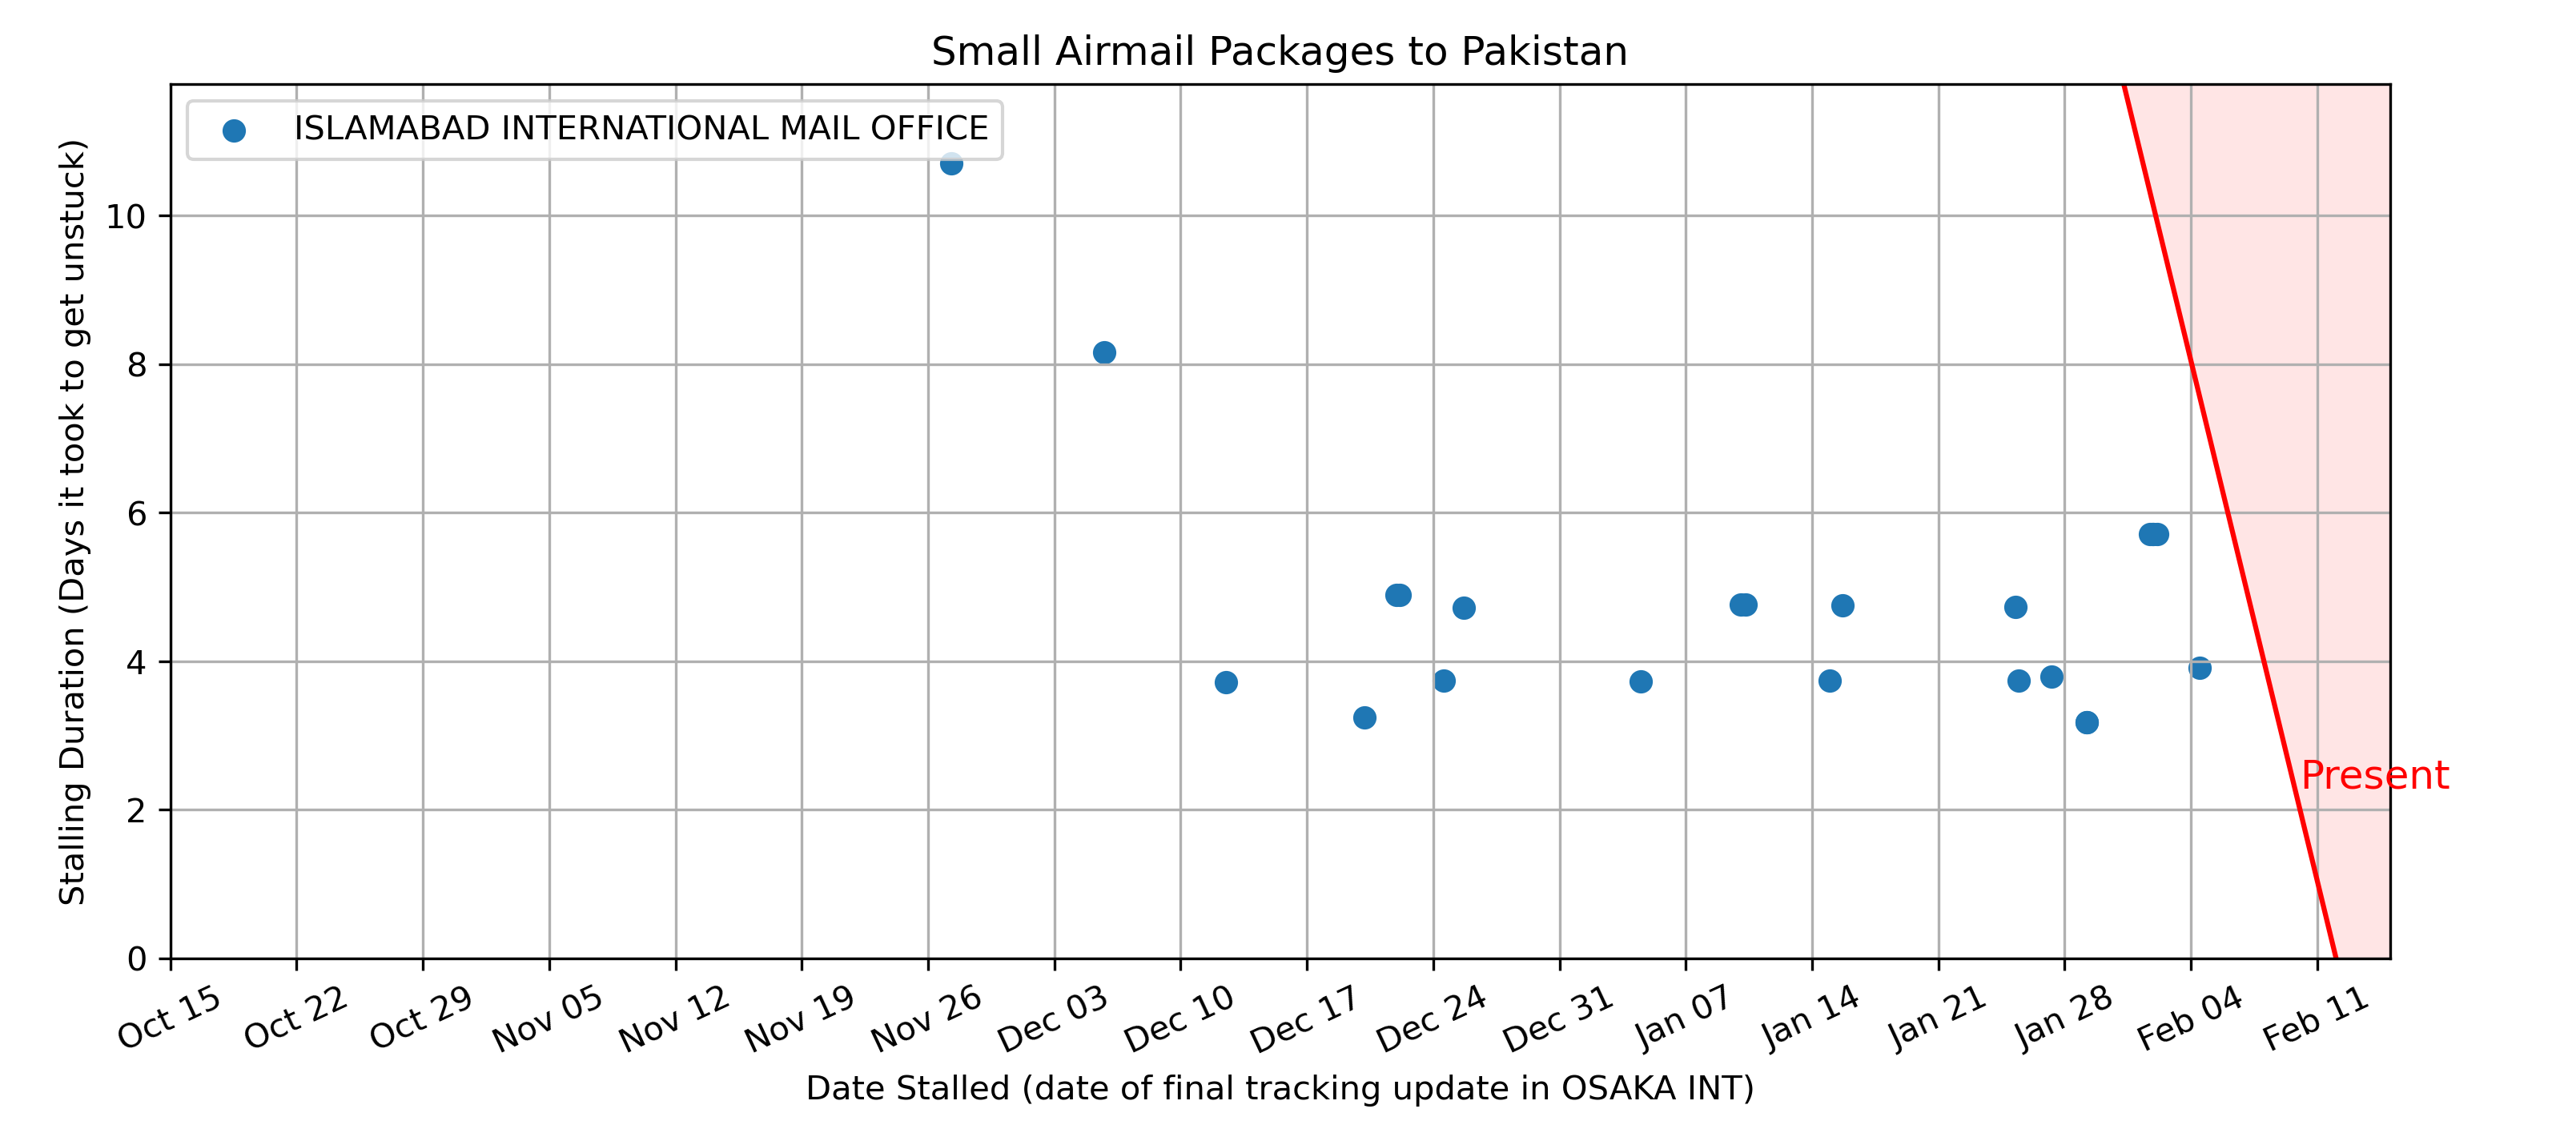 Small Airmail Packages to Pakistan
ISLAMABAD INTERNATIONAL MAIL OFFICE
Stalling Duration (Days it took to get unstuck)
10
8
6
4
2
0
Present
Oct 15
Oct 22
Oct 29
Nov 05
Nov 12
Nov 19
Nov 26
Dec 03
Dec 10
Dec 17
Dec 24
Dec 31
Jan 07
Jan 14
Jan 21
Jan 28
Feb 04
Feb 11
Date Stalled (date of final tracking update in OSAKA INT)